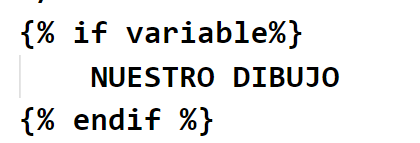 {% if variable%}
NUESTRO DIBUJO
{% endif %}